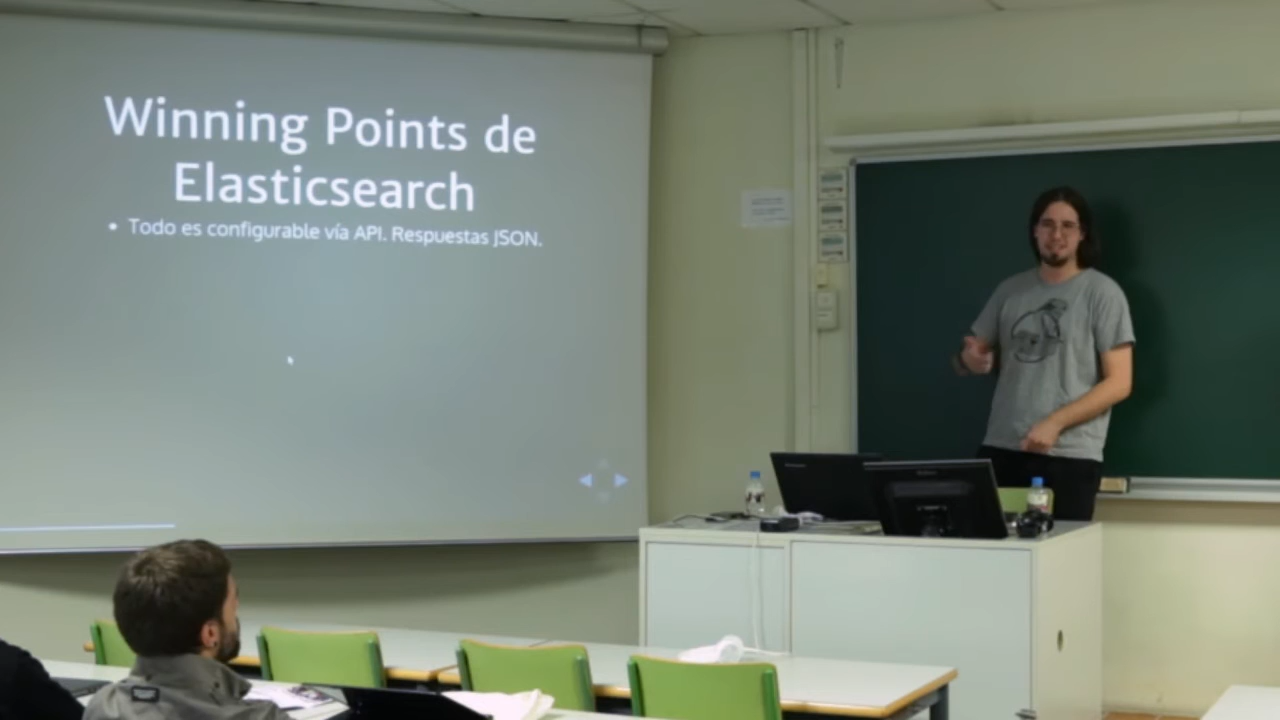 Winning Points de
Elasticsearch
• Todo es configurable vía API. Respuestas JSON.